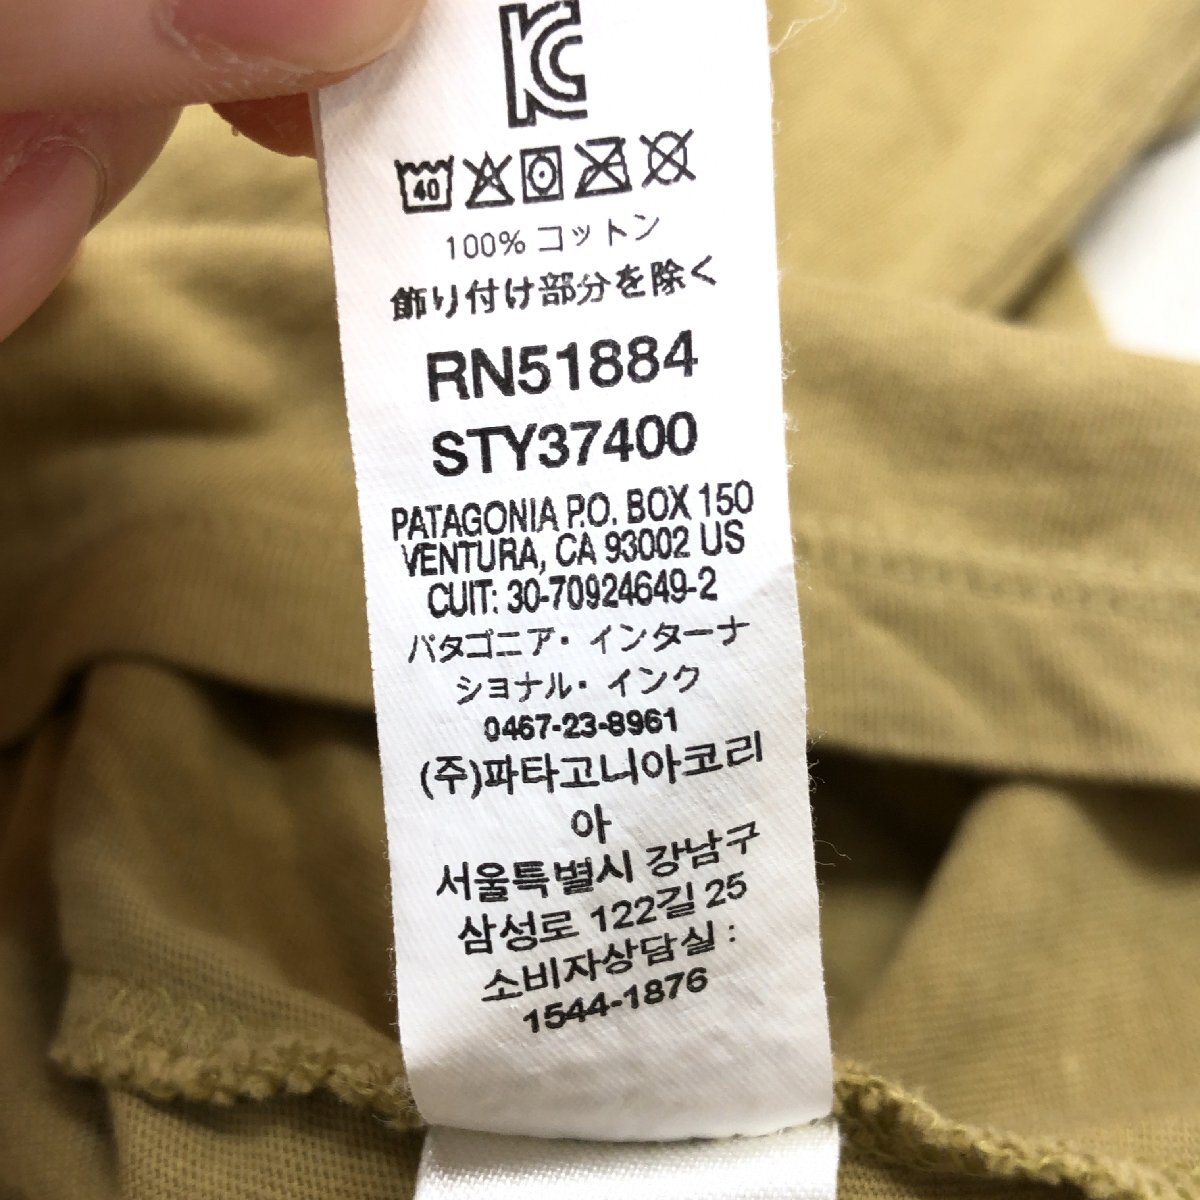 KC
40
100% コットン
飾り付け部分を除く
RN51884
STY37400
PATAGONIA P.O. BOX 150
VENTURA, CA 93002 US
CUIT: 30-70924649-2
パタゴニア・インターナ
ショナル・インク
0467-23-8961
(주)파타고니아코리
아
서울특별시 강남구
삼성로 122길 25
소비자상담실 :
1544-1876